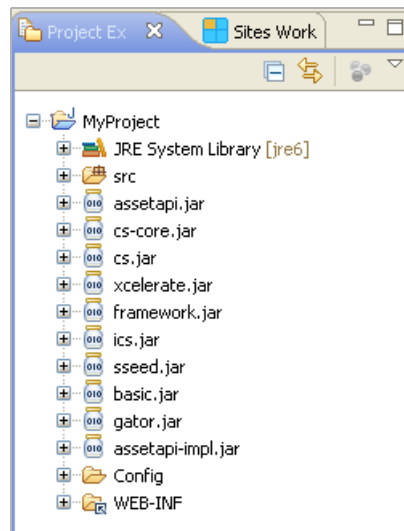 Project Ex Sites Work
MyProject
JRE System Library [jre6]
src
assetapi.jar
cs-core.jar
cs.jar
xcelerate.jar
framework.jar
ics.jar
sseed.jar
basic.jar
gator.jar
assetapi-impl.jar
Config
WEB-INF